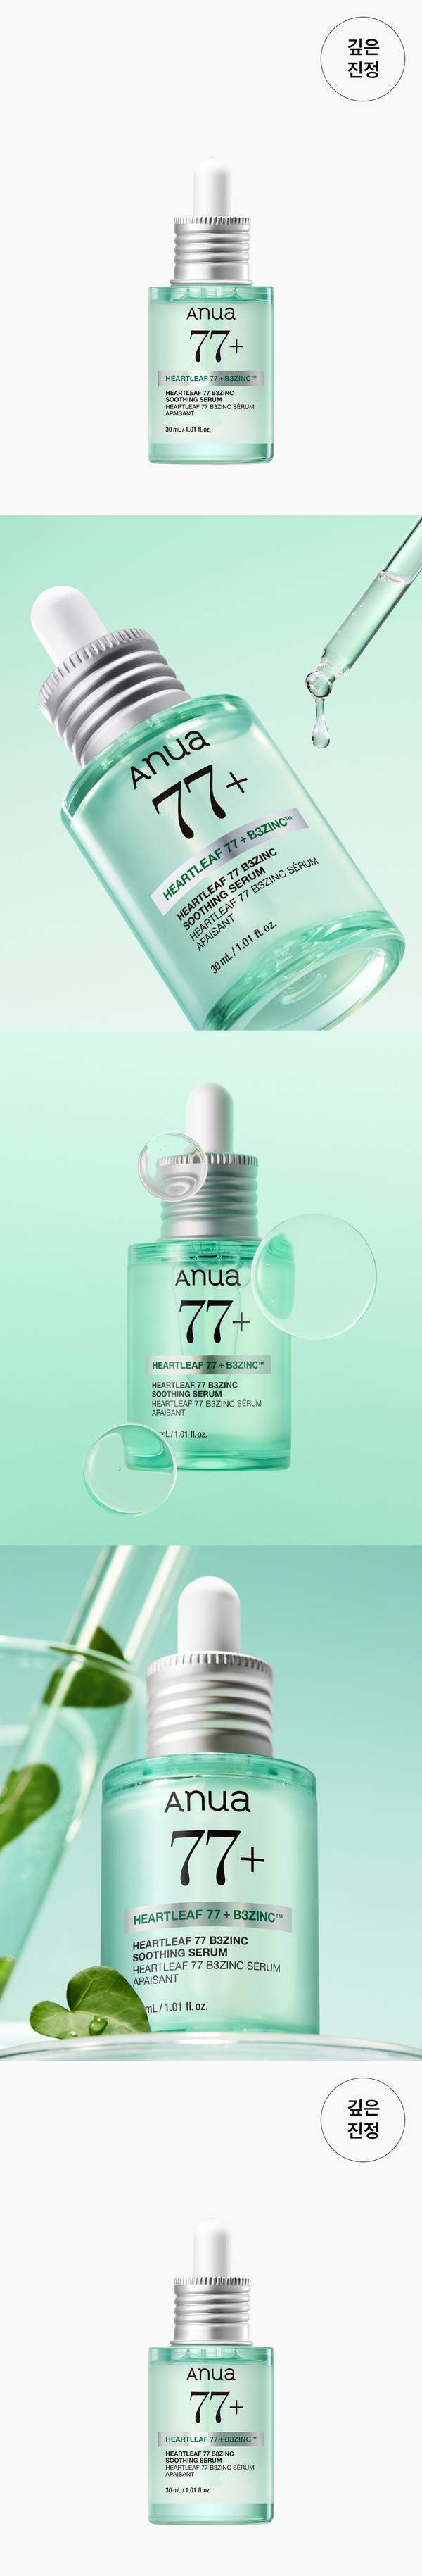 깊은
진정
Anua
77+
HEARTLEAF 77 + B3ZINC™
HEARTLEAF 77 B3ZINC
SOOTHING SERUM
HEARTLEAF 77 B3ZINC SÉRUM
APAISANT
30 mL / 1.01 fl. oz.
Anua
77+
HEARTLEAF 77 + B3ZINC™
HEARTLEAF 77 B3ZINC
SOOTHING SERUM
HEARTLEAF 77 B3ZINC SÉRUM
APAISANT
30 mL / 1.01 fl. oz.
Anua
77+
HEARTLEAF 77 + B3ZINC™
HEARTLEAF 77 B3ZINC
SOOTHING SERUM
HEARTLEAF 77 B3ZINC SÉRUM
APAISANT
mL / 1.01 fl. oz.
Anua
77+
HEARTLEAF 77 + B3ZINC™
HEARTLEAF 77 B3ZINC
SOOTHING SERUM
HEARTLEAF 77 B3ZINC SÉRUM
APAISANT
mL / 1.01 fl. oz.
깊은
진정
Anua
77+
HEARTLEAF 77 + B3ZINC™
HEARTLEAF 77 B3ZINC
SOOTHING SERUM
HEARTLEAF 77 B3ZINC SÉRUM
APAISANT
30 mL / 1.01 fl. oz.